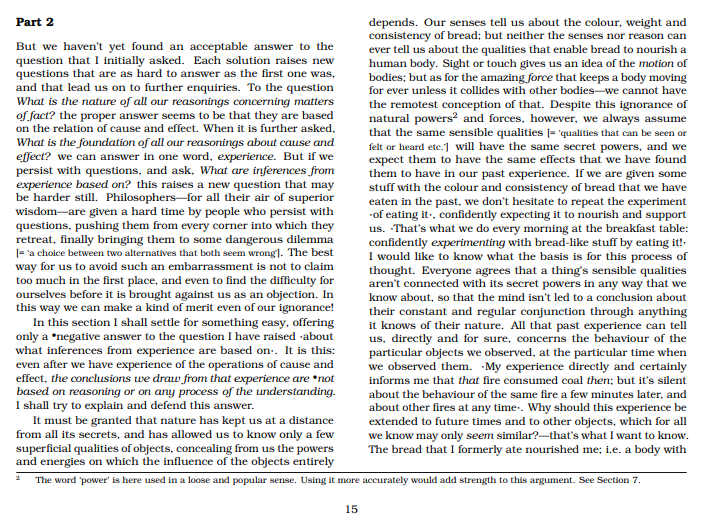 Part 2
But we haven't yet found an acceptable answer to the
question that I initially asked. Each solution raises new
questions that are as hard to answer as the first one was,
and that lead us on to further enquiries. To the question
What is the nature of all our reasonings concerning matters
of fact? the proper answer seems to be that they are based
on the relation of cause and effect. When it is further asked,
What is the foundation of all our reasonings about cause and
effect? we can answer in one word, experience. But if we
persist with questions, and ask, What are inferences from
experience based on? this raises a new question that may
be harder still. Philosophers—for all their air of superior
wisdom—are given a hard time by people who persist with
questions, pushing them from every corner into which they
retreat, finally bringing them to some dangerous dilemma
[= 'a choice between two alternatives that both seem wrong']. The best
way for us to avoid such an embarrassment is not to claim
too much in the first place, and even to find the difficulty for
ourselves before it is brought against us as an objection. In
this way we can make a kind of merit even of our ignorance!
In this section I shall settle for something easy, offering
only a •negative answer to the question I have raised ·about
what inferences from experience are based on·. It is this:
even after we have experience of the operations of cause and
effect, the conclusions we draw from that experience are •not
based on reasoning or on any process of the understanding.
I shall try to explain and defend this answer.
It must be granted that nature has kept us at a distance
from all its secrets, and has allowed us to know only a few
superficial qualities of objects, concealing from us the powers
and energies on which the influence of the objects entirely
depends. Our senses tell us about the colour, weight and
consistency of bread; but neither the senses nor reason can
ever tell us about the qualities that enable bread to nourish a
human body. Sight or touch gives us an idea of the motion of
bodies; but as for the amazing force that keeps a body moving
for ever unless it collides with other bodies—we cannot have
the remotest conception of that. Despite this ignorance of
natural powers² and forces, however, we always assume
that the same sensible qualities [= 'qualities that can be seen or
felt or heard etc.'] will have the same secret powers, and we
expect them to have the same effects that we have found
them to have in our past experience. If we are given some
stuff with the colour and consistency of bread that we have
eaten in the past, we don't hesitate to repeat the experiment
·of eating it·, confidently expecting it to nourish and support
us. ·That's what we do every morning at the breakfast table:
confidently experimenting with bread-like stuff by eating it!·
I would like to know what the basis is for this process of
thought. Everyone agrees that a thing's sensible qualities
aren't connected with its secret powers in any way that we
know about, so that the mind isn't led to a conclusion about
their constant and regular conjunction through anything
it knows of their nature. All that past experience can tell
us, directly and for sure, concerns the behaviour of the
particular objects we observed, at the particular time when
we observed them. ·My experience directly and certainly
informs me that that fire consumed coal then; but it's silent
about the behaviour of the same fire a few minutes later, and
about other fires at any time·. Why should this experience be
extended to future times and to other objects, which for all
we know may only seem similar?—that's what I want to know.
The bread that I formerly ate nourished me; i.e. a body with
² The word 'power' is here used in a loose and popular sense. Using it more accurately would add strength to this argument. See Section 7.
15